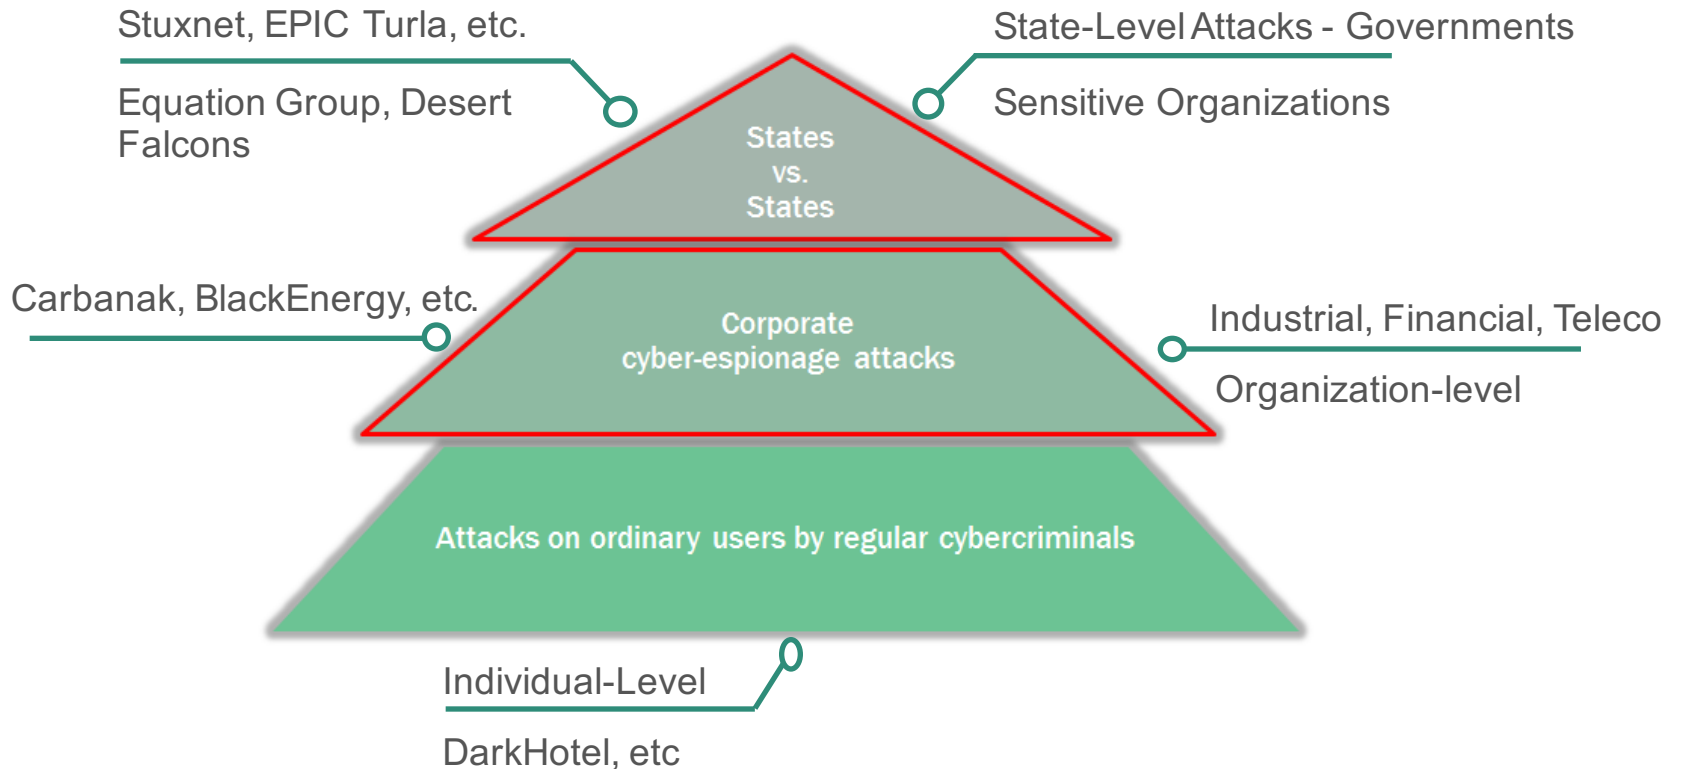 Stuxnet, EPIC Turla, etc.
Equation Group, Desert
Falcons
State-Level Attacks - Governments
Sensitive Organizations
States
vs.
States
Carbanak, BlackEnergy, etc.
Corporate
cyber-espionage attacks
Industrial, Financial, Teleco
Organization-level
Attacks on ordinary users by regular cybercriminals
Individual-Level
DarkHotel, etc